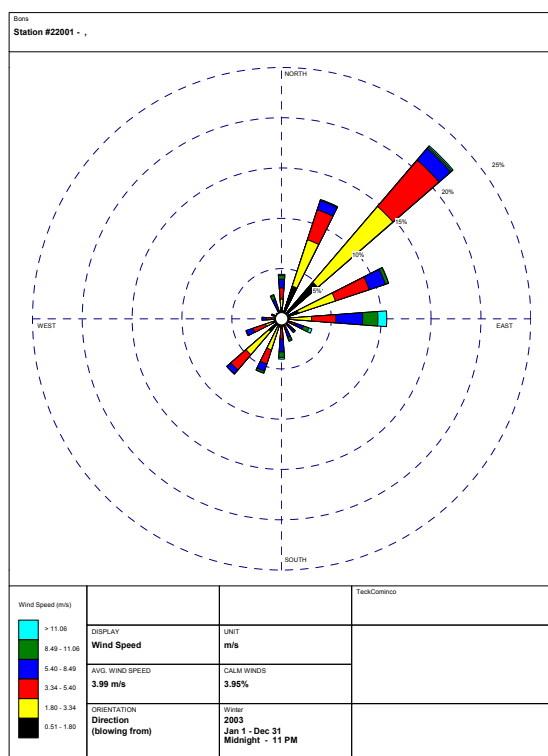 Bons
Station #22001 - ,
NORTH
25%
20%
15%
10%
5%
WEST
EAST
SOUTH
Wind Speed (m/s)
> 11.06
8.49 - 11.06
5.40 - 8.49
3.34 - 5.40
1.80 - 3.34
0.51 - 1.80
TeckCominco
DISPLAY
Wind Speed
UNIT
m/s
AVG. WIND SPEED
3.99 m/s
CALM WINDS
3.95%
ORIENTATION
Direction
(blowing from)
Winter
2003
Jan 1 - Dec 31
Midnight - 11 PM